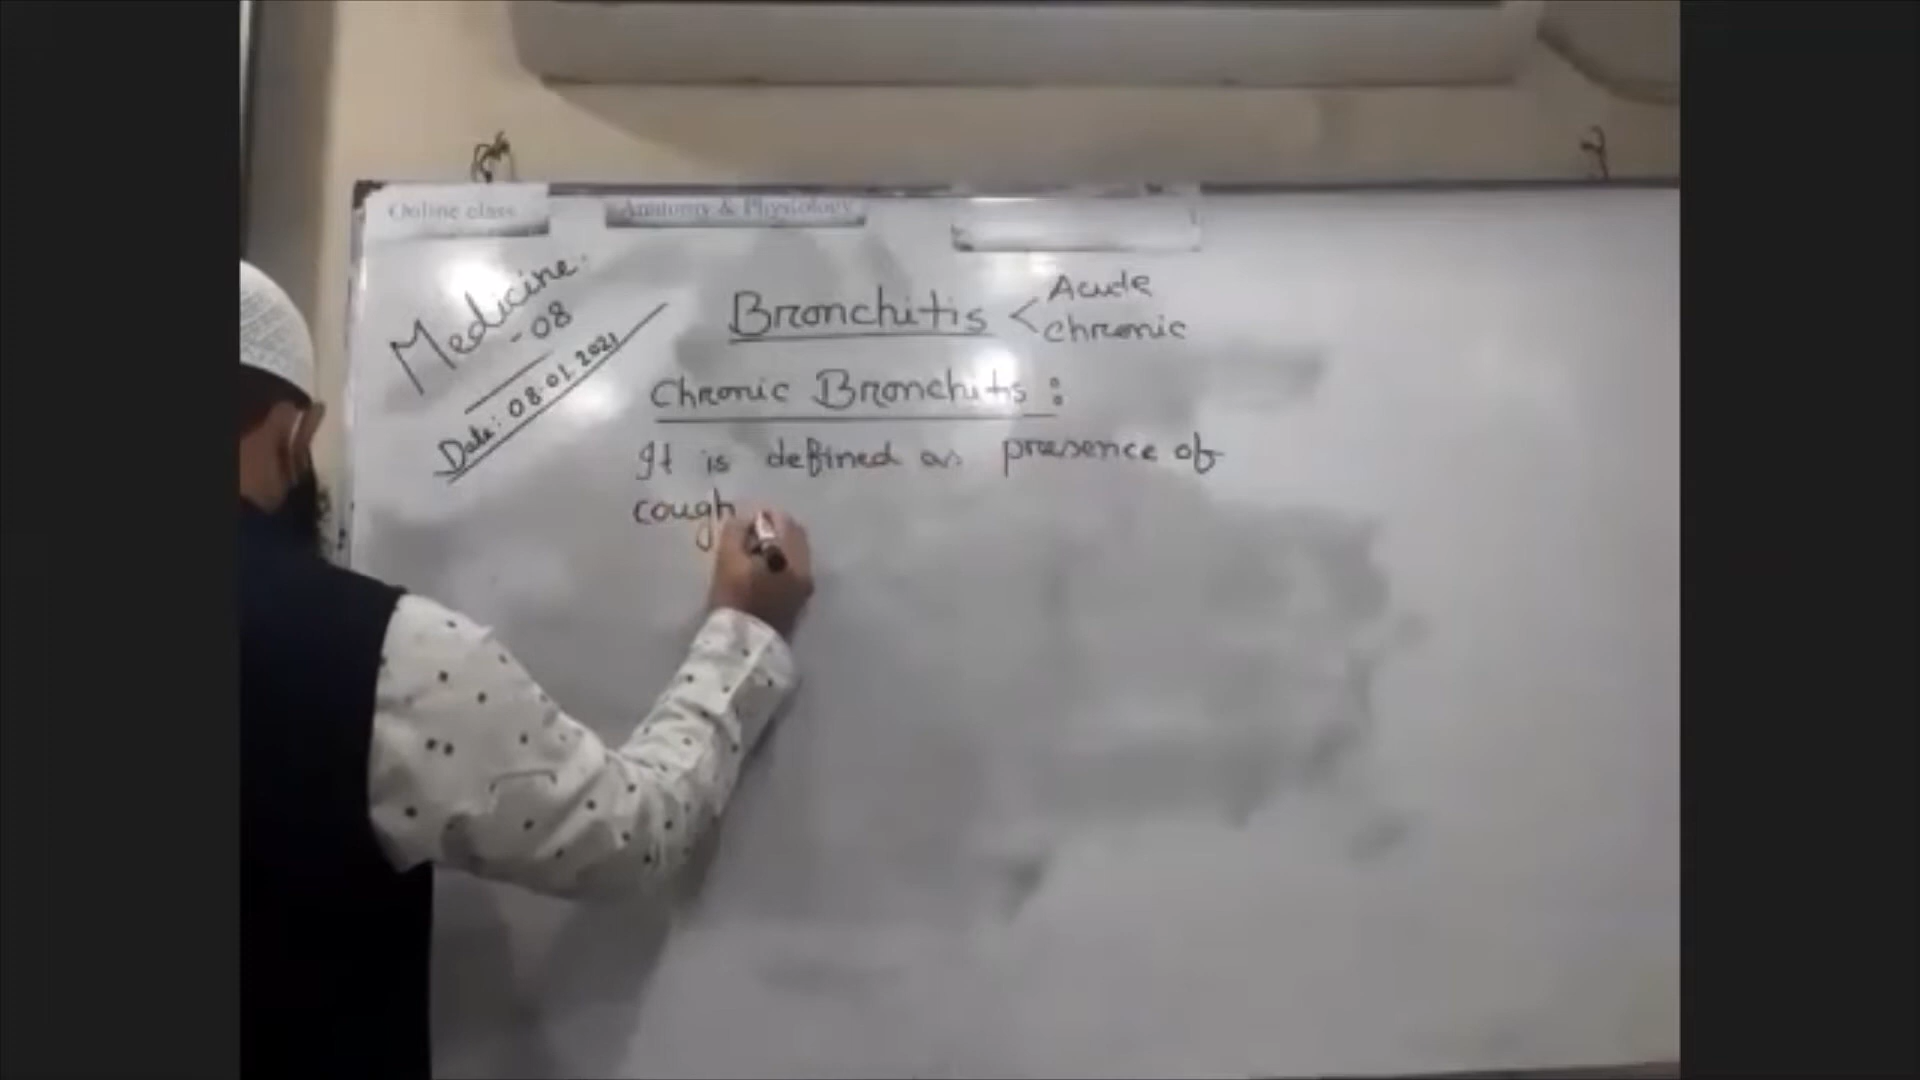 Online class
Anatomy & Physiology
Medicine:
-08
Date: 08.01.2021
Bronchitis < Acute
chronic
Chronic Bronchitis :
It is defined as presence of
cough